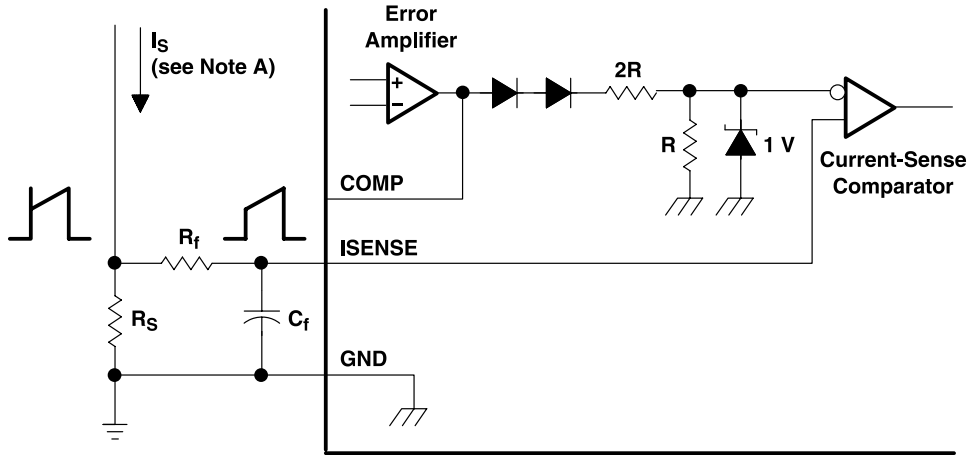 Error
Amplifier
I_S
(see Note A)
2R
+
−
R
1 V
Current-Sense
Comparator
COMP
R_f
ISENSE
R_S
C_f
GND